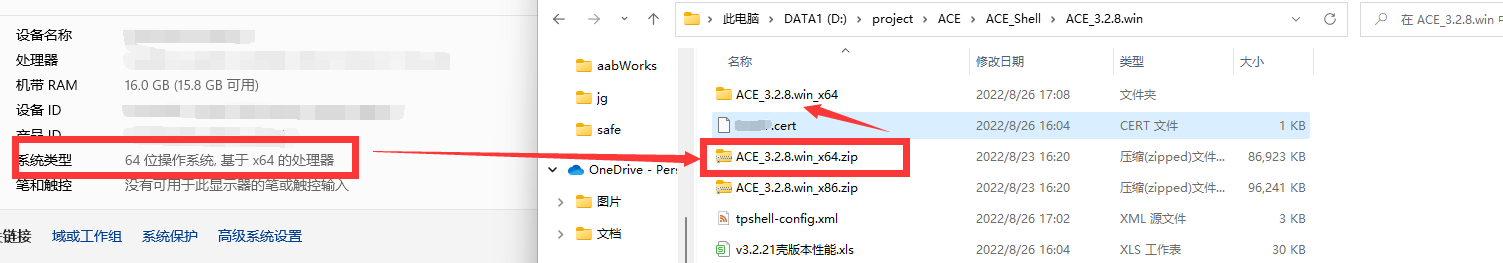 设备名称
处理器
机带 RAM 16.0 GB (15.8 GB 可用)
设备 ID
产品 ID
系统类型 64 位操作系统, 基于 x64 的处理器
笔和触控 没有可用于此显示器的笔或触控输入
链接 域或工作组 系统保护 高级系统设置
此电脑 > DATA1 (D:) > project > ACE > ACE_Shell > ACE_3.2.8.win
在 ACE_3.2.8.win
aabWorks
jg
safe
OneDrive - Pers
图片
文档
名称 修改日期 类型 大小
ACE_3.2.8.win_x64 2022/8/26 17:08 文件夹
.cert 2022/8/26 16:04 CERT 文件 1 KB
ACE_3.2.8.win_x64.zip 2022/8/23 16:20 压缩(zipped)文件... 86,923 KB
ACE_3.2.8.win_x86.zip 2022/8/23 16:20 压缩(zipped)文件... 96,241 KB
tpshell-config.xml 2022/8/26 17:02 XML 源文件 3 KB
v3.2.21壳版本性能.xls 2022/8/26 16:04 XLS 工作表 30 KB